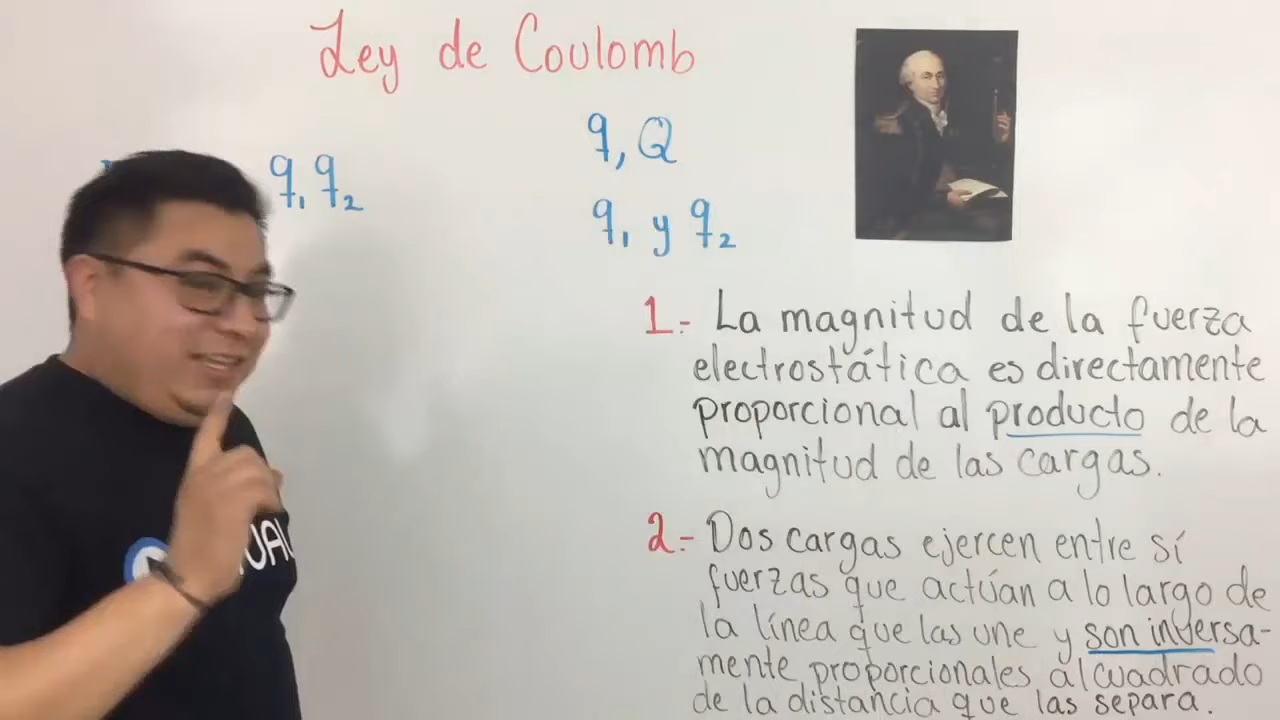 Ley de Coulomb
q, Q
q₁q₂
q₁ y q₂
1.- La magnitud de la fuerza
electrostática es directamente
proporcional al producto de la
magnitud de las cargas.
2.- Dos cargas ejercen entre sí
fuerzas que actúan a lo largo de
la línea que las une y son inversa-
mente proporcionales al cuadrado
de la distancia que las separa.